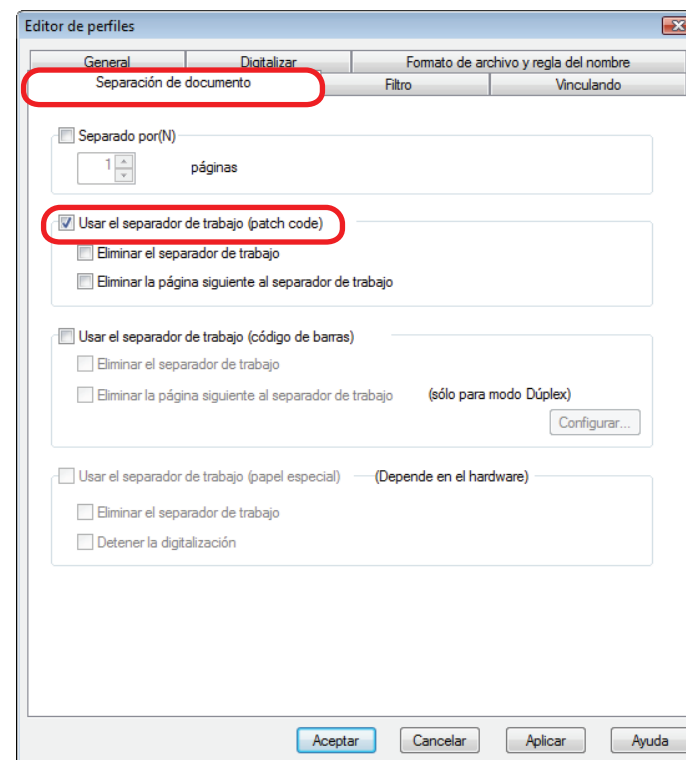 Editor de perfiles
General Digitalizar Formato de archivo y regla del nombre
Separación de documento Filtro Vinculando
Separado por(N)
1 páginas
Usar el separador de trabajo (patch code)
Eliminar el separador de trabajo
Eliminar la página siguiente al separador de trabajo
Usar el separador de trabajo (código de barras)
Eliminar el separador de trabajo
Eliminar la página siguiente al separador de trabajo (sólo para modo Dúplex)
Configurar...
Usar el separador de trabajo (papel especial) (Depende en el hardware)
Eliminar el separador de trabajo
Detener la digitalización
Aceptar Cancelar Aplicar Ayuda